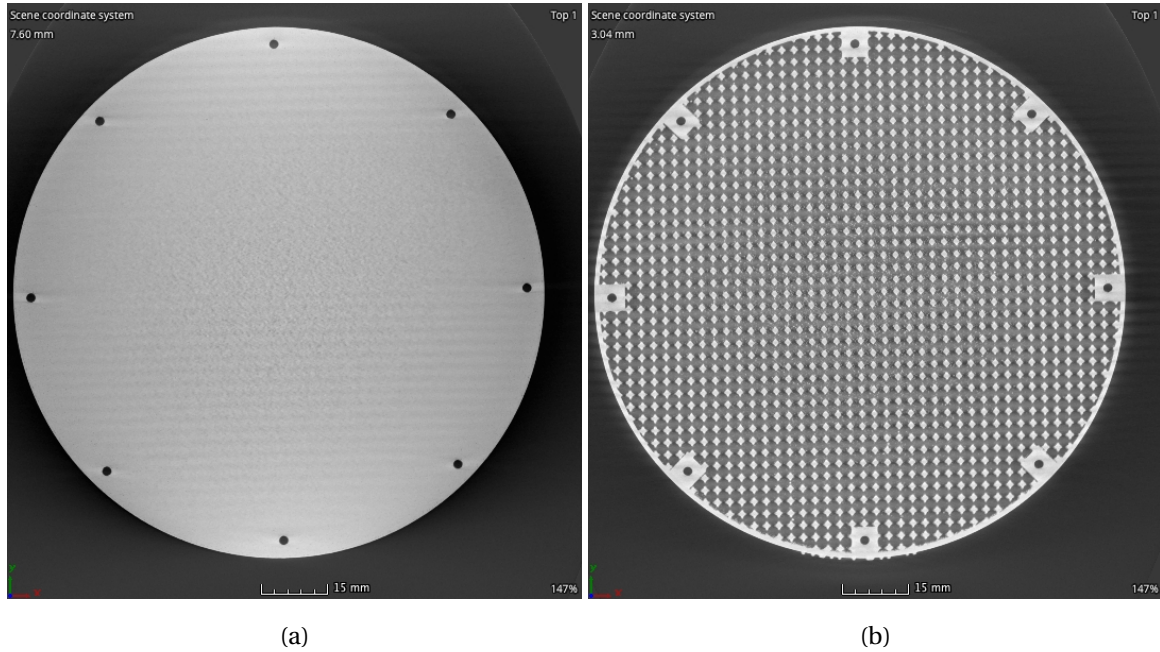 Scene coordinate system
Top 1
7.60 mm
15 mm
147%
(a)
Scene coordinate system
Top 1
3.04 mm
15 mm
147%
(b)